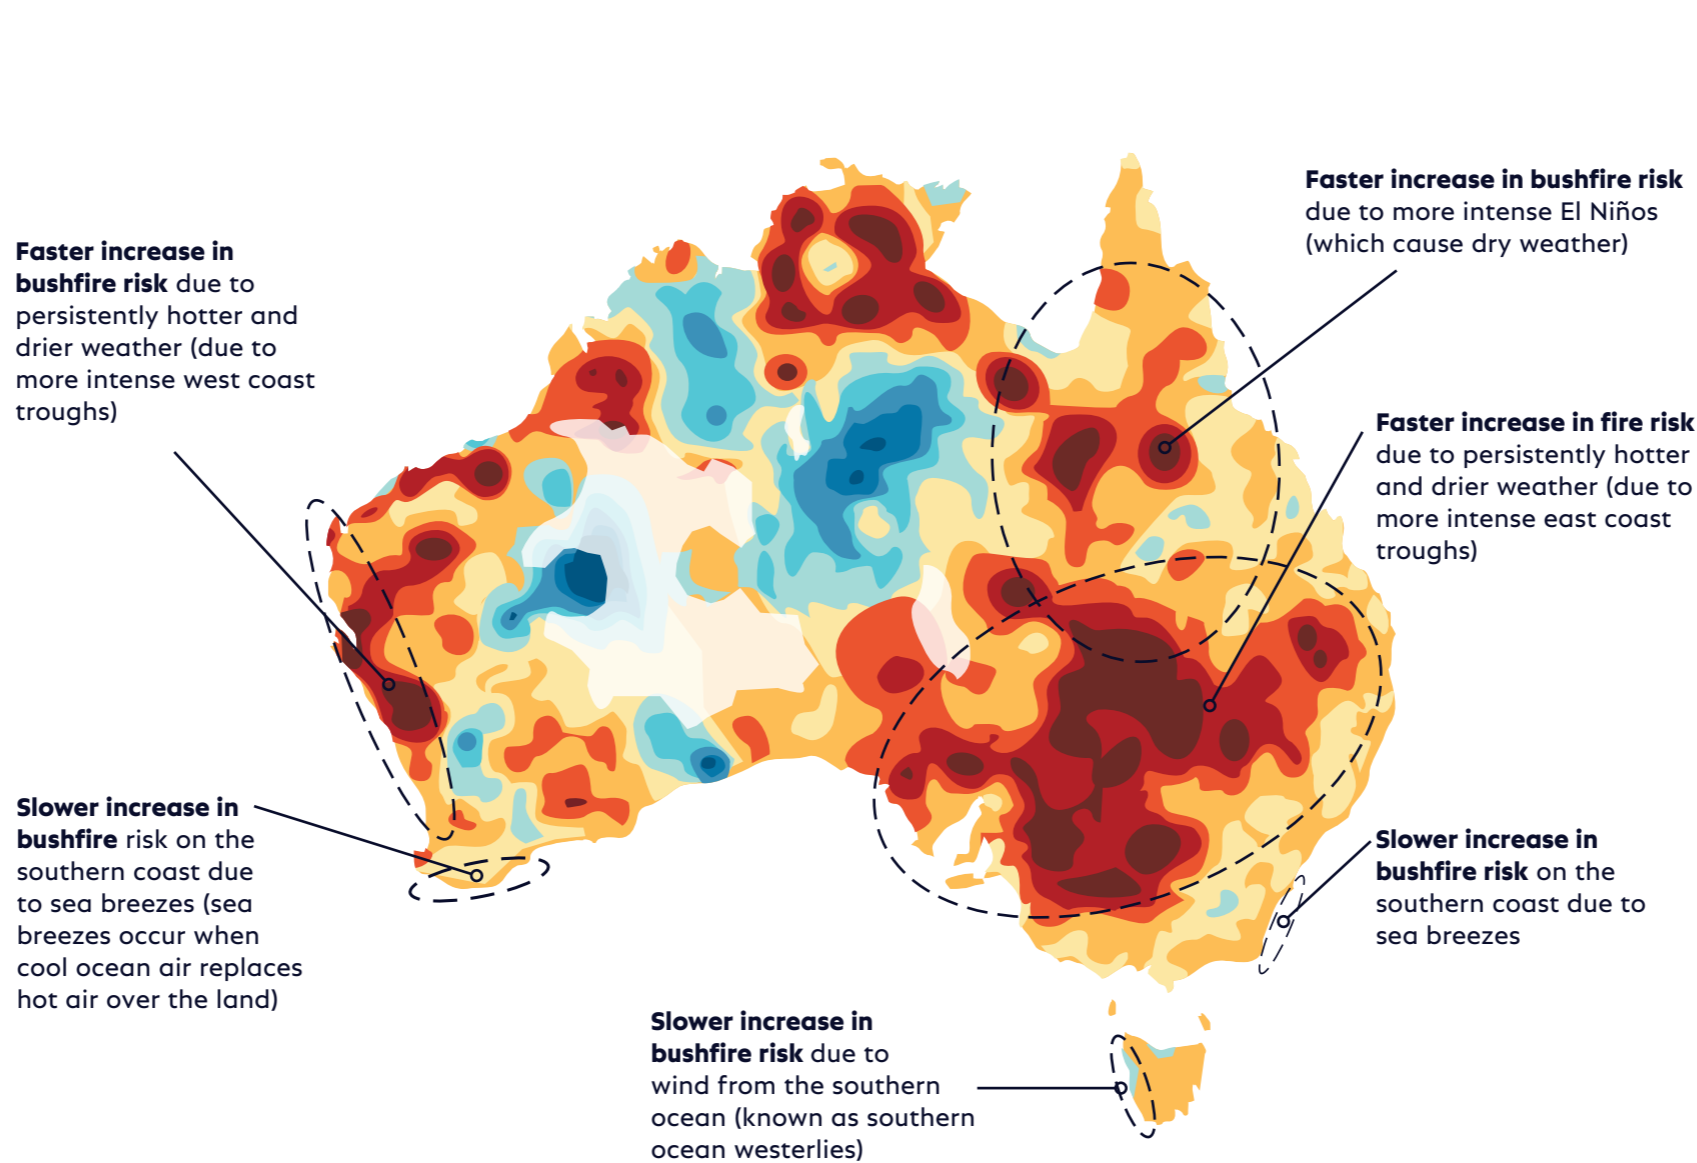 Faster increase in
bushfire risk due to
persistently hotter and
drier weather (due to
more intense west coast
troughs)
Faster increase in bushfire risk
due to more intense El Niños
(which cause dry weather)
Faster increase in fire risk
due to persistently hotter
and drier weather (due to
more intense east coast
troughs)
Slower increase in
bushfire risk on the
southern coast due
to sea breezes (sea
breezes occur when
cool ocean air replaces
hot air over the land)
Slower increase in
bushfire risk on the
southern coast due to
sea breezes
Slower increase in
bushfire risk due to
wind from the southern
ocean (known as southern
ocean westerlies)